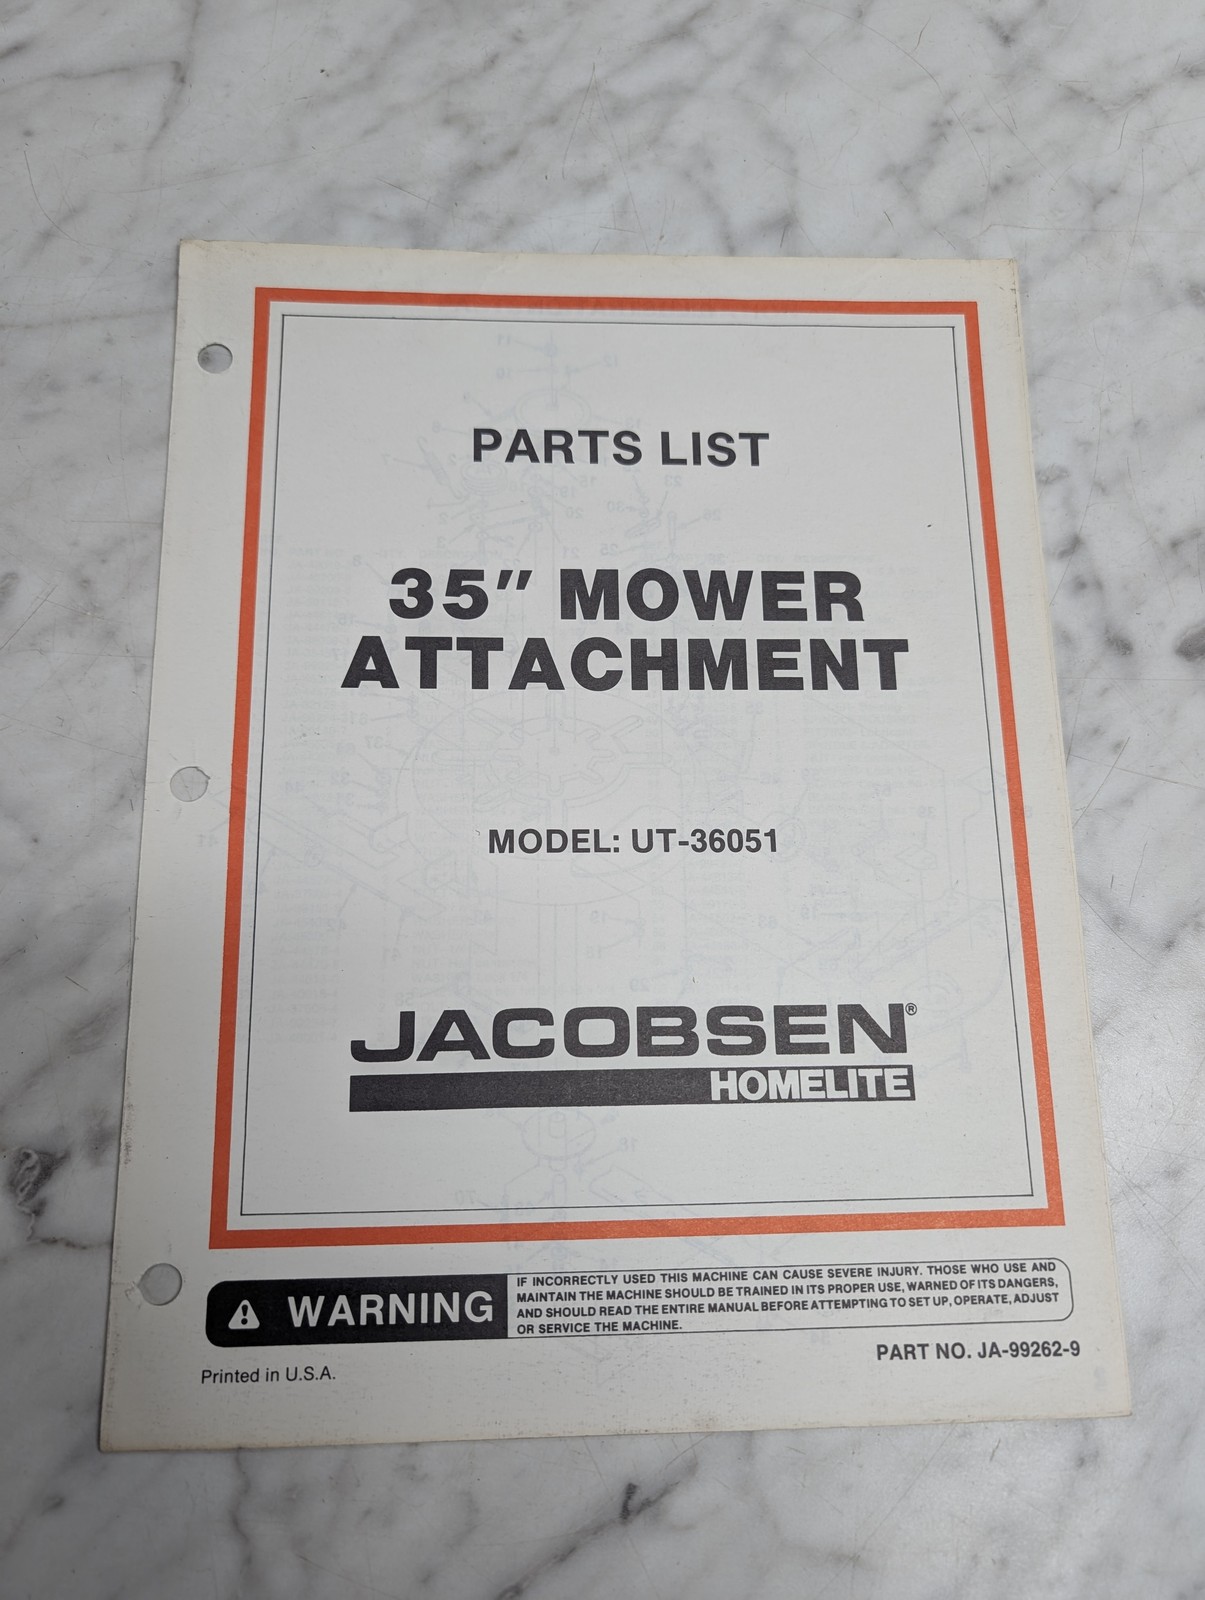 PARTS LIST
35" MOWER
ATTACHMENT
MODEL: UT-36051
JACOBSEN®
HOMELITE
WARNING
IF INCORRECTLY USED THIS MACHINE CAN CAUSE SEVERE INJURY. THOSE WHO USE AND
MAINTAIN THE MACHINE SHOULD BE TRAINED IN ITS PROPER USE, WARNED OF ITS DANGERS,
AND SHOULD READ THE ENTIRE MANUAL BEFORE ATTEMPTING TO SET UP, OPERATE, ADJUST
OR SERVICE THE MACHINE.
PART NO. JA-99262-9
Printed in U.S.A.